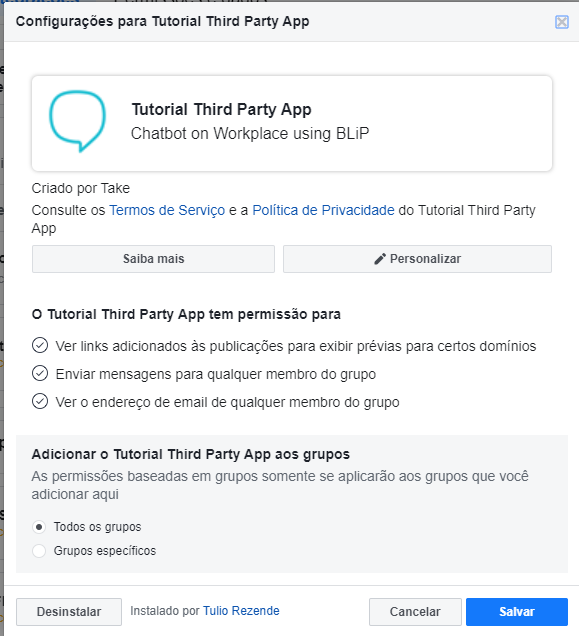 Configurações para Tutorial Third Party App
Tutorial Third Party App
Chatbot on Workplace using BLiP
Criado por Take
Consulte os Termos de Serviço e a Política de Privacidade do Tutorial Third Party
App
Saiba mais
Personalizar
O Tutorial Third Party App tem permissão para
Ver links adicionados às publicações para exibir prévias para certos domínios
Enviar mensagens para qualquer membro do grupo
Ver o endereço de email de qualquer membro do grupo
Adicionar o Tutorial Third Party App aos grupos
As permissões baseadas em grupos somente se aplicarão aos grupos que você
adicionar aqui
Todos os grupos
Grupos específicos
Desinstalar
Instalado por Tulio Rezende
Cancelar
Salvar